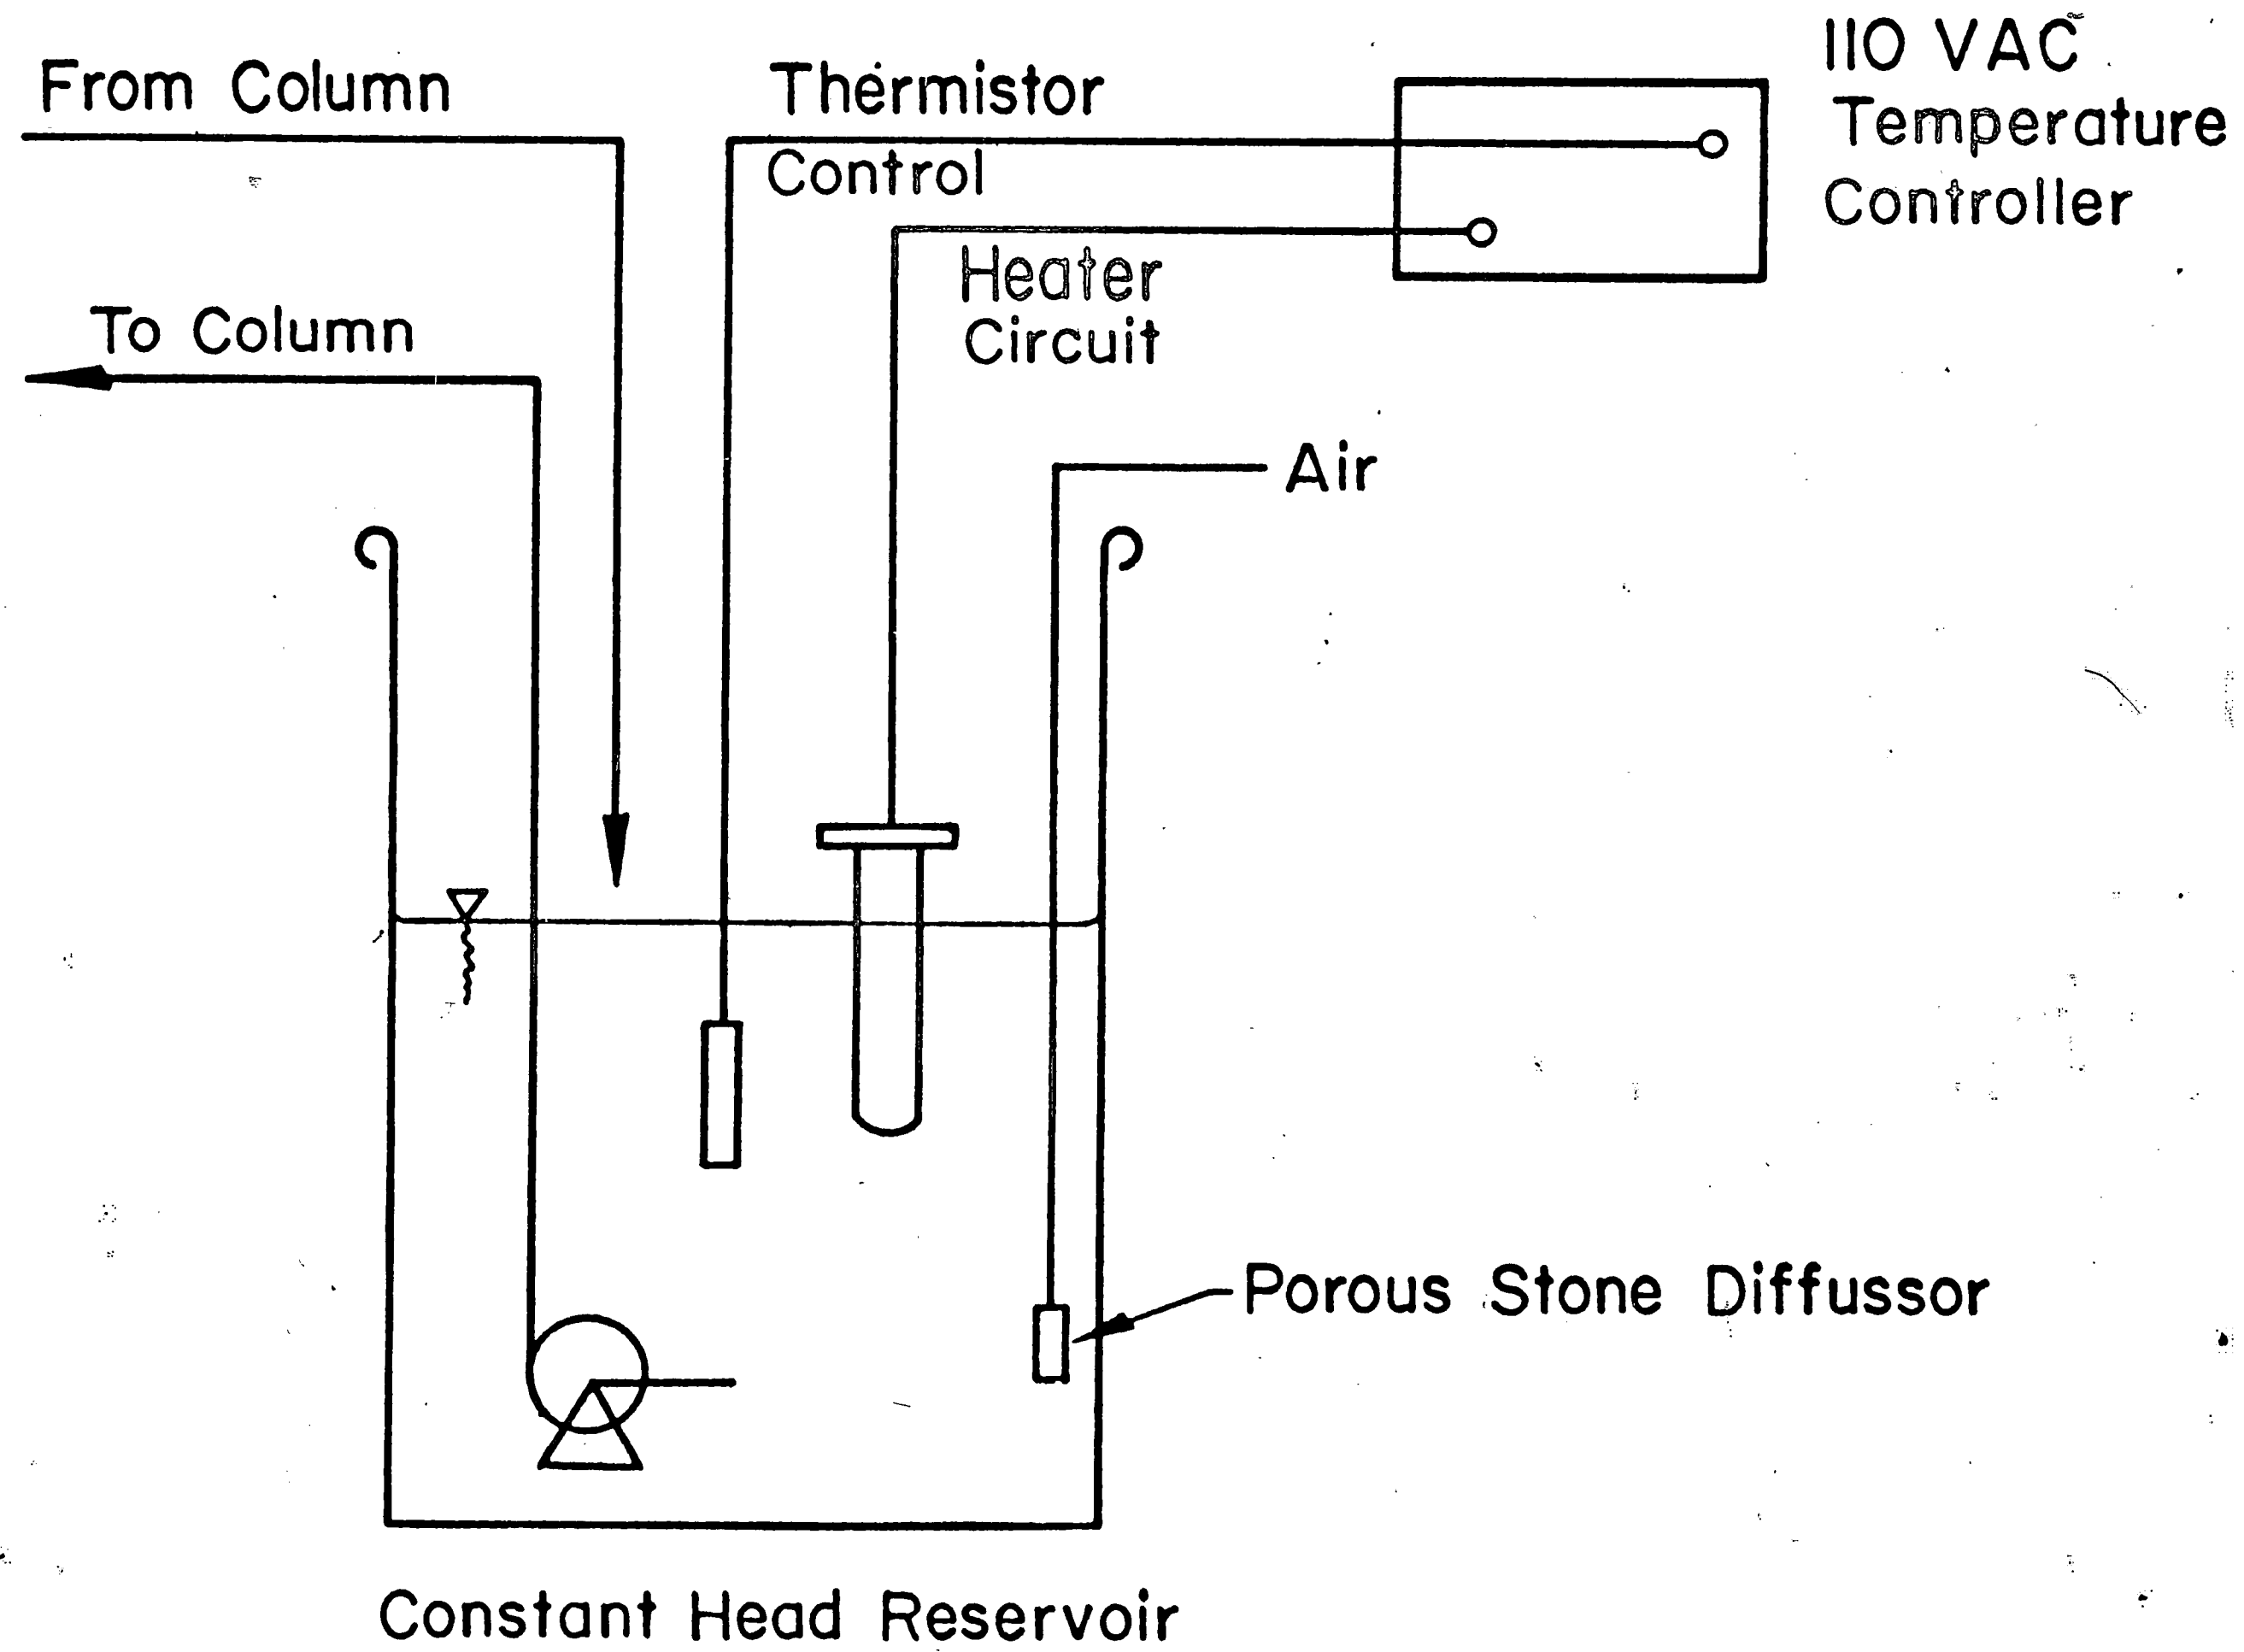 From Column
Thermistor
Control
110 VAC
Temperature
Controller
Heater
Circuit
To Column
Air
Porous Stone Diffussor
Constant Head Reservoir